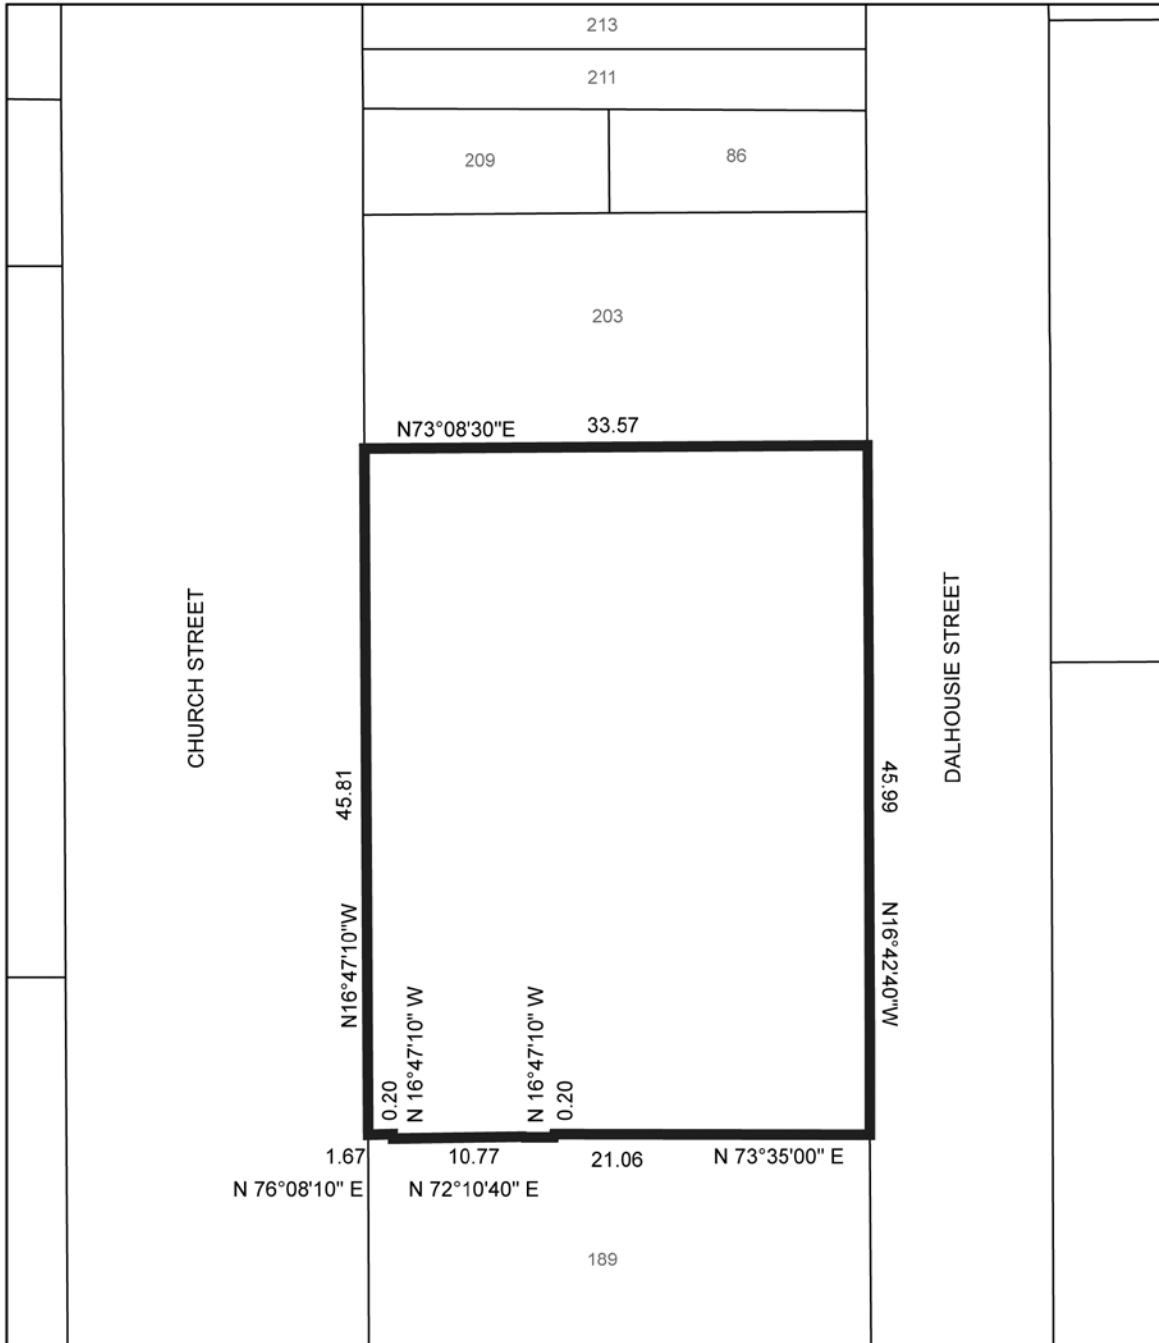 213
211
209
86
203
N73°08'30"E
33.57
CHURCH STREET
DALHOUSIE STREET
45.81
45.99
N16°47'10"W
N16°42'40"W
0.20
N 16°47'10" W
N 16°47'10" W
0.20
1.67
10.77
21.06
N 73°35'00" E
N 76°08'10" E
N 72°10'40" E
189